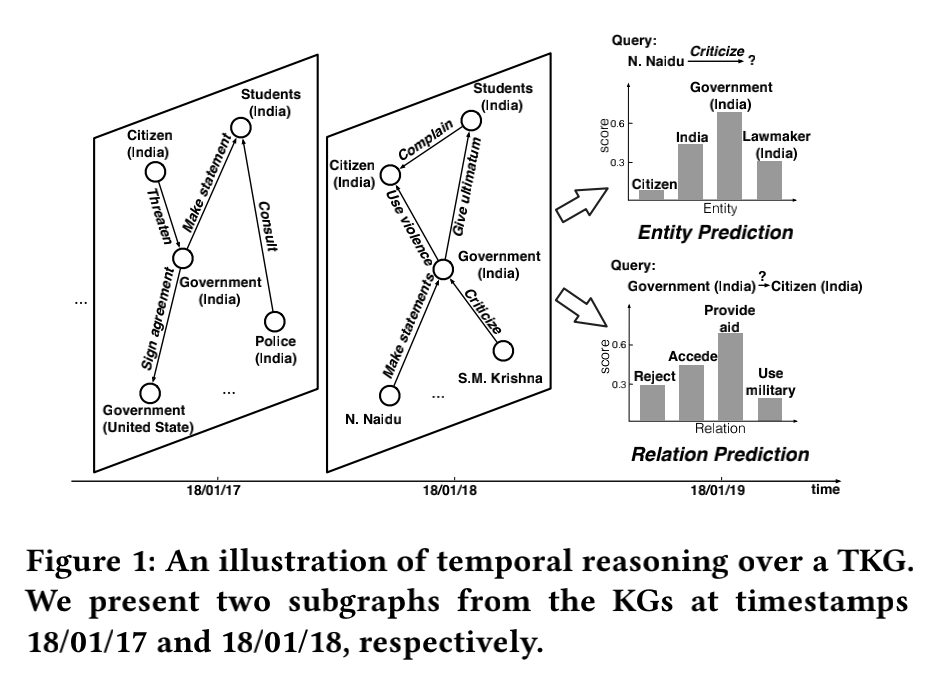 Students
(India)
Citizen
(India)
Threaten
Make statement
Consult
Government
(India)
Sign agreement
Police
(India)
Government
(United State)
...
...
Students
(India)
Complain
Citizen
(India)
Use violence
Give ultimatum
Government
(India)
Make statements
Criticize
S.M. Krishna
N. Naidu
...
Query:
N. Naidu Criticize ?
Government
(India)
score
0.6
0.3
Citizen
India
Lawmaker
(India)
Entity
Entity Prediction
Query:
Government (India) ? Citizen (India)
Provide
aid
score
0.6
0.3
Reject
Accede
Use
military
Relation
Relation Prediction
18/01/17
18/01/18
18/01/19
time
Figure 1: An illustration of temporal reasoning over a TKG.
We present two subgraphs from the KGs at timestamps
18/01/17 and 18/01/18, respectively.